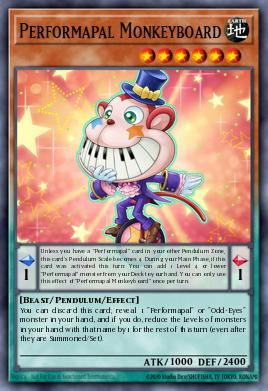 Performapal Monkeyboard
EARTH
地
Unless you have a "Performapal" card in your other Pendulum Zone,
this card's Pendulum Scale becomes 4. During your Main Phase, if
this card was activated this turn: You can add 1 Level 4 or lower
"Performapal" monster from your Deck to your hand. You can only use
this effect of "Performapal Monkeyboard" once per turn.
1
1
[Beast/Pendulum/Effect]
You can discard this card, reveal 1 "Performapal" or "Odd-Eyes"
monster in your hand, and if you do, reduce the levels of monsters
in your hand with that name by 1 for the rest of this turn (even after
they are Summoned/Set).
ATK/1000 DEF/2400